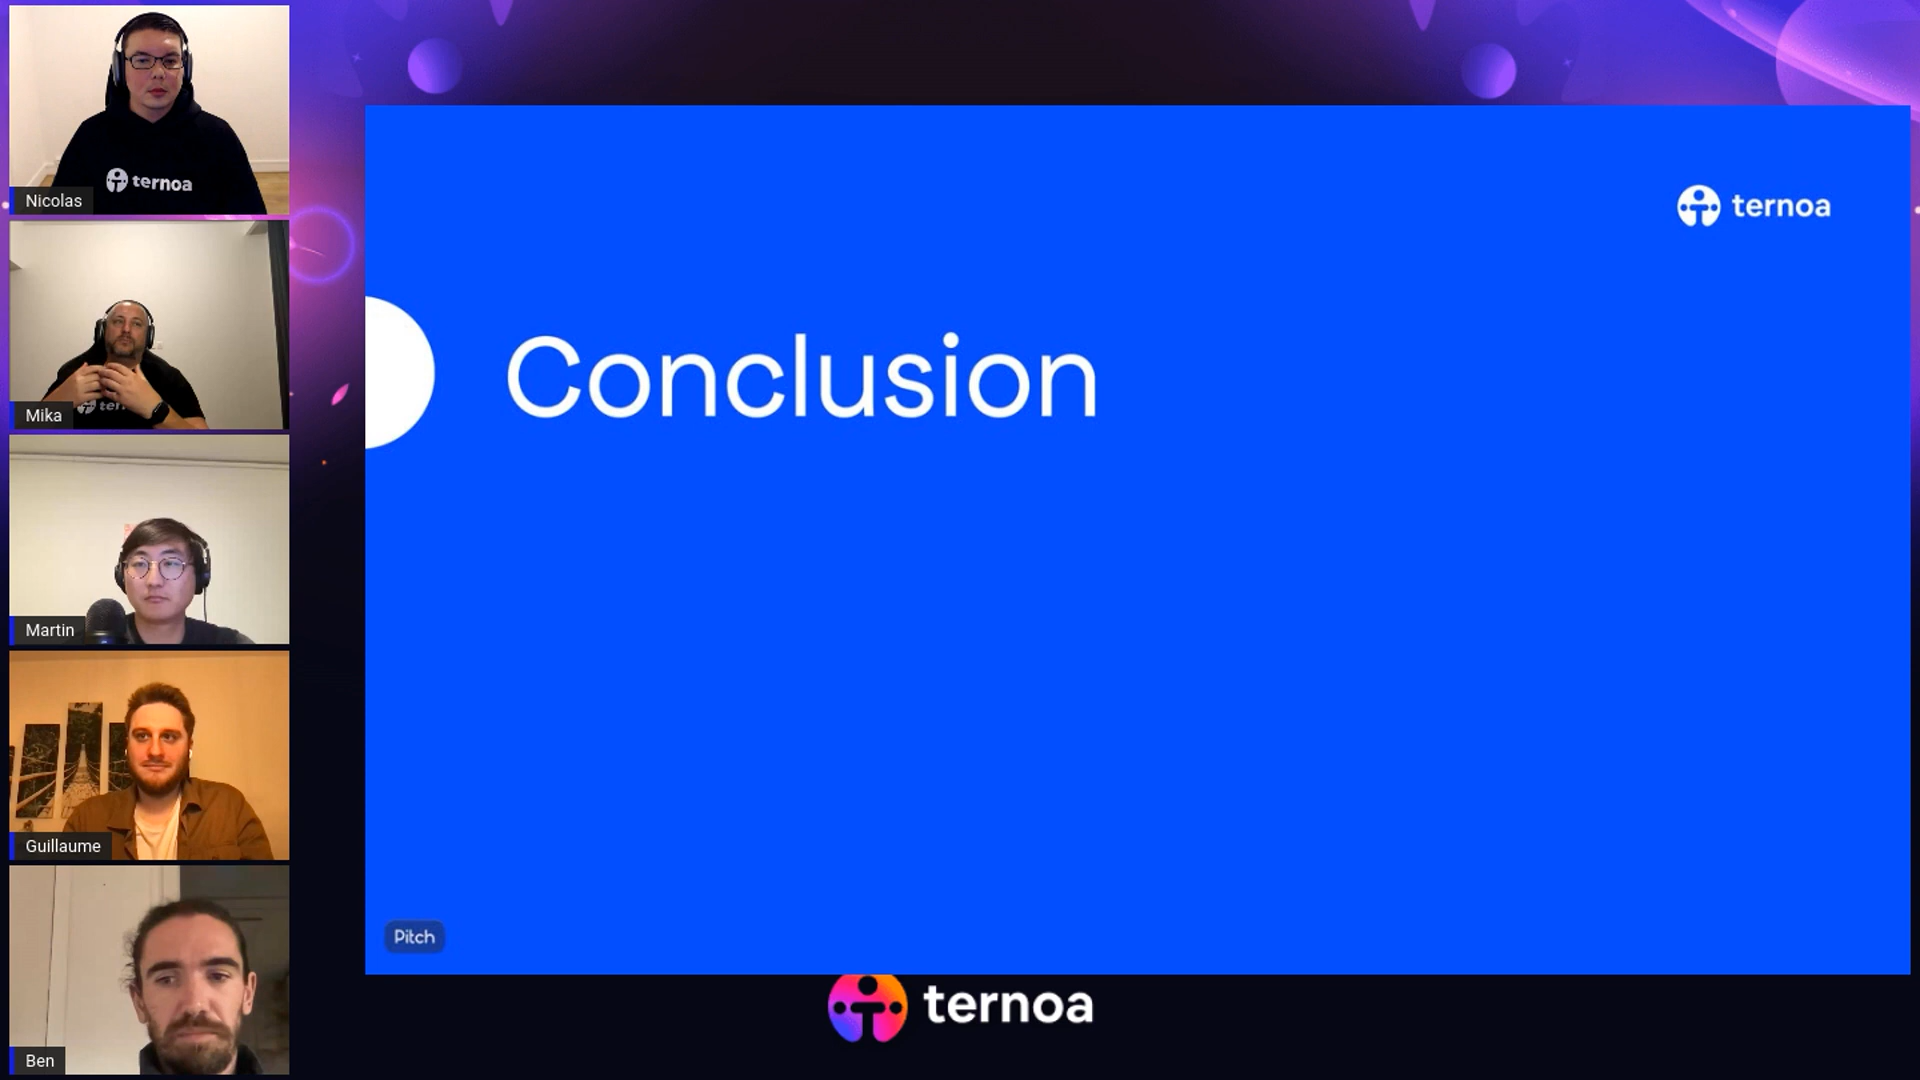 ternoa
Nicolas
Mika
Martin
Guillaume
Ben
ternoa
Conclusion
Pitch
ternoa